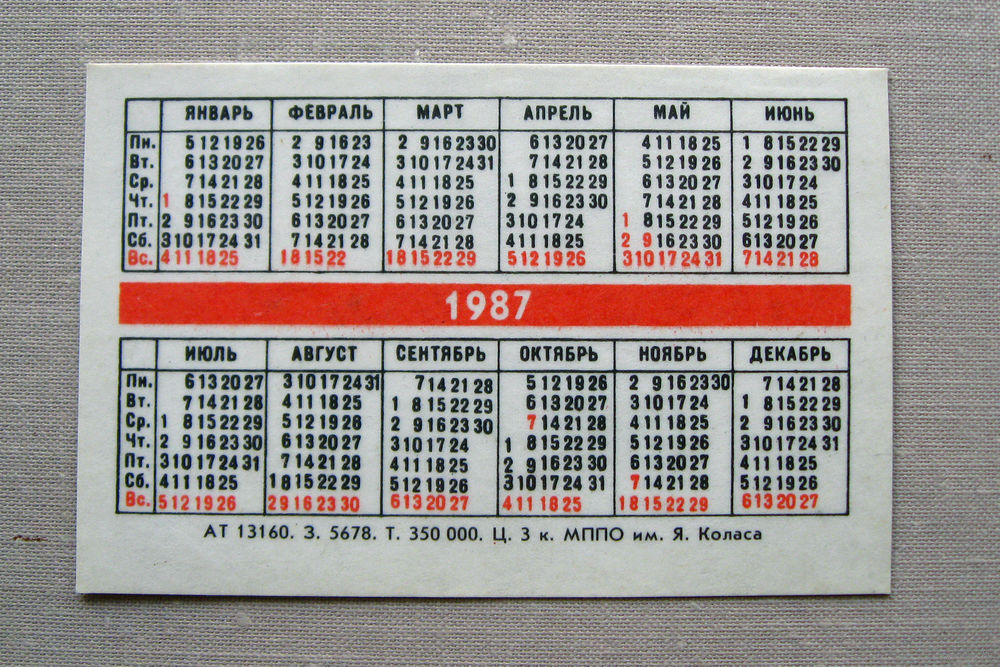 ЯНВАРЬ ФЕВРАЛЬ МАРТ АПРЕЛЬ МАЙ ИЮНЬ
Пн. 5 12 19 26 2 9 16 23 2 9 16 23 30 6 13 20 27 4 11 18 25 1 8 15 22 29
Вт. 6 13 20 27 3 10 17 24 3 10 17 24 31 7 14 21 28 5 12 19 26 2 9 16 23 30
Ср. 7 14 21 28 4 11 18 25 4 11 18 25 1 8 15 22 29 6 13 20 27 3 10 17 24
Чт. 1 8 15 22 29 5 12 19 26 5 12 19 26 2 9 16 23 30 7 14 21 28 4 11 18 25
Пт. 2 9 16 23 30 6 13 20 27 6 13 20 27 3 10 17 24 1 8 15 22 29 5 12 19 26
Сб. 3 10 17 24 31 7 14 21 28 7 14 21 28 4 11 18 25 2 9 16 23 30 6 13 20 27
Вс. 4 11 18 25 1 8 15 22 1 8 15 22 29 5 12 19 26 3 10 17 24 31 7 14 21 28
1987
ИЮЛЬ АВГУСТ СЕНТЯБРЬ ОКТЯБРЬ НОЯБРЬ ДЕКАБРЬ
Пн. 6 13 20 27 3 10 17 24 31 7 14 21 28 5 12 19 26 2 9 16 23 30 7 14 21 28
Вт. 7 14 21 28 4 11 18 25 1 8 15 22 29 6 13 20 27 3 10 17 24 1 8 15 22 29
Ср. 1 8 15 22 29 5 12 19 26 2 9 16 23 30 7 14 21 28 4 11 18 25 2 9 16 23 30
Чт. 2 9 16 23 30 6 13 20 27 3 10 17 24 1 8 15 22 29 5 12 19 26 3 10 17 24 31
Пт. 3 10 17 24 31 7 14 21 28 4 11 18 25 2 9 16 23 30 6 13 20 27 4 11 18 25
Сб. 4 11 18 25 1 8 15 22 29 5 12 19 26 3 10 17 24 31 7 14 21 28 5 12 19 26
Вс. 5 12 19 26 2 9 16 23 30 6 13 20 27 4 11 18 25 1 8 15 22 29 6 13 20 27
АТ 13160. З. 5678. Т. 350 000. Ц. 3 к. МППО им. Я. Коласа